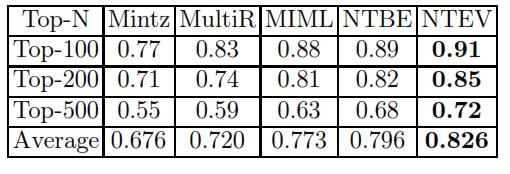 Top-N Mintz MultiR MIML NTBE NTEV
Top-100 0.77 0.83 0.88 0.89 0.91
Top-200 0.71 0.74 0.81 0.82 0.85
Top-500 0.55 0.59 0.63 0.68 0.72
Average 0.676 0.720 0.773 0.796 0.826